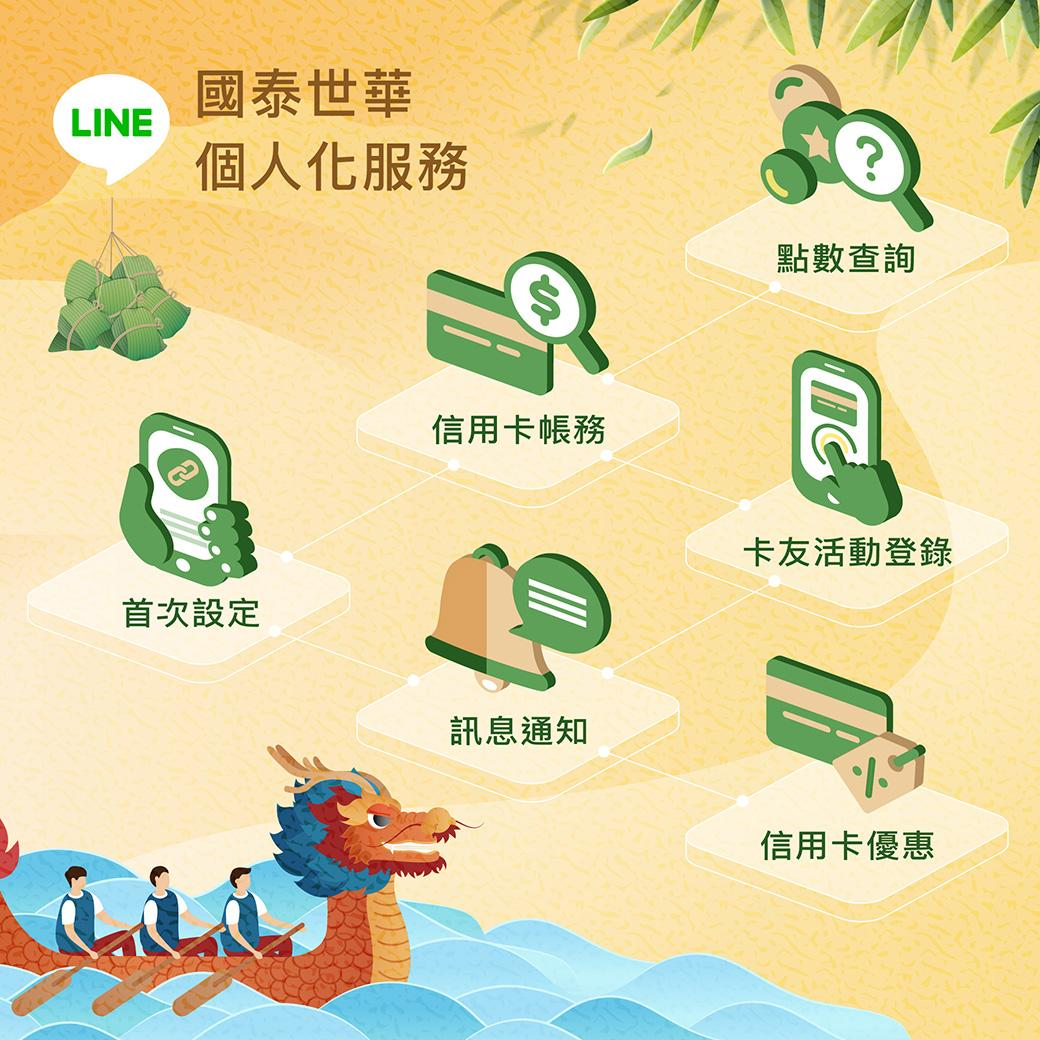 LINE
國泰世華
個人化服務
點數查詢
信用卡帳務
卡友活動登錄
首次設定
訊息通知
信用卡優惠